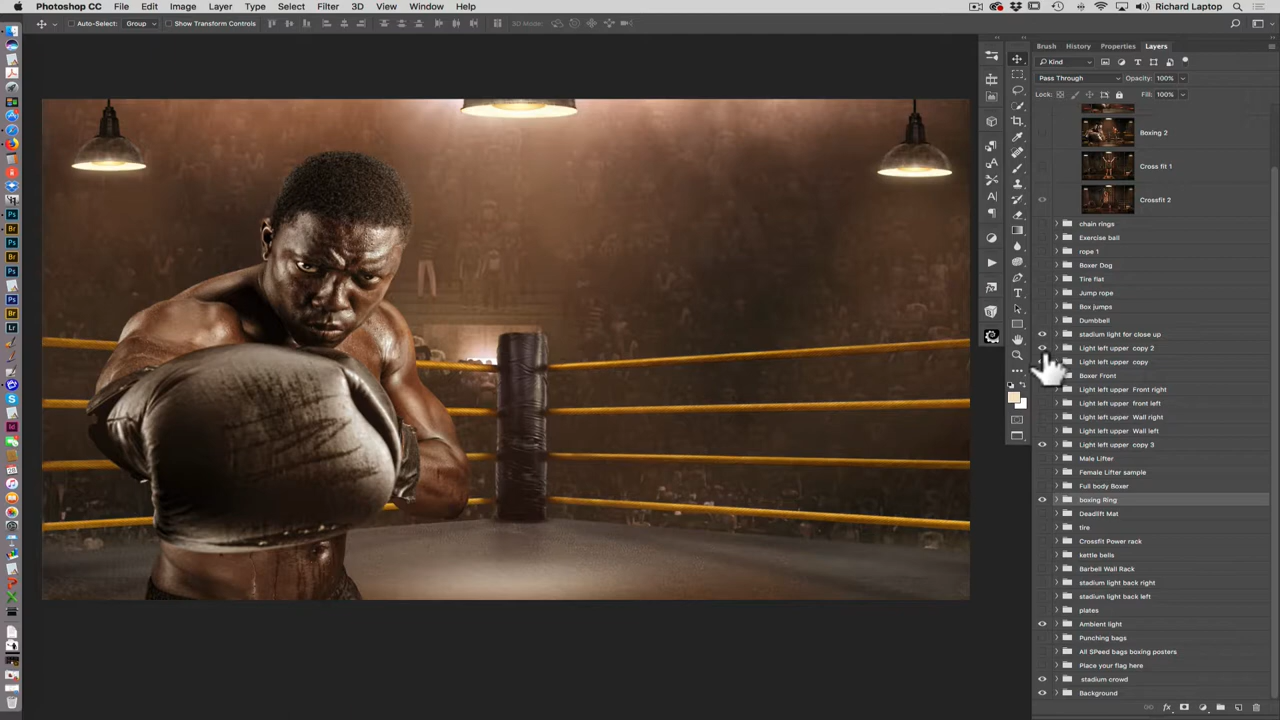 Photoshop CC File Edit Image Layer Type Select Filter 3D View Window Help Richard Laptop
Auto-Select: Group Show Transform Controls 3D Mode:
Brush History Properties Layers
Kind
Pass Through Opacity: 100%
Lock: Fill: 100%
Boxing 2
Cross fit 1
Crossfit 2
chain rings
Exercise ball
rope 1
Boxer Dog
Tire flat
Jump rope
Box jumps
Dumbbell
stadium light for close up
Light left upper copy 2
Light left upper copy
Boxer Front
Light left upper Front right
Light left upper front left
Light left upper Wall right
Light left upper Wall left
Light left upper copy 3
Male Lifter
Female Lifter sample
Full body Boxer
boxing Ring
Deadlift Mat
tire
Crossfit Power rack
kettle bells
Barbell Wall Rack
stadium light back right
stadium light back left
plates
Ambient light
Punching bags
All SPeed bags boxing posters
Place your flag here
stadium crowd
Background